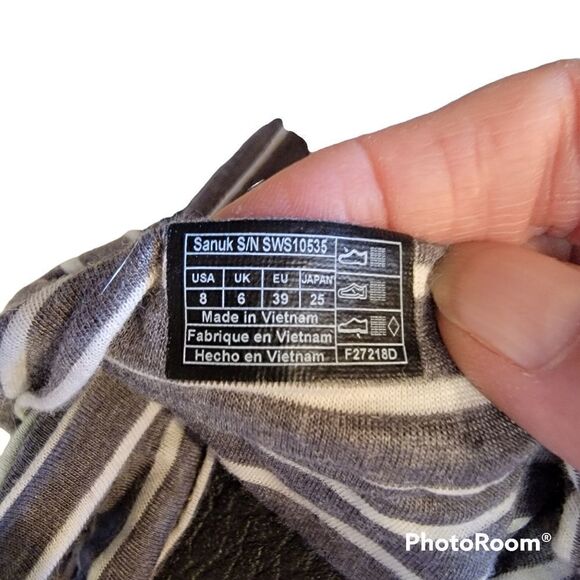 Sanuk S/N SWS10535
USA UK EU JAPAN
8 6 39 25
Made in Vietnam
Fabrique en Vietnam
Hecho en Vietnam F27218D
PhotoRoom®